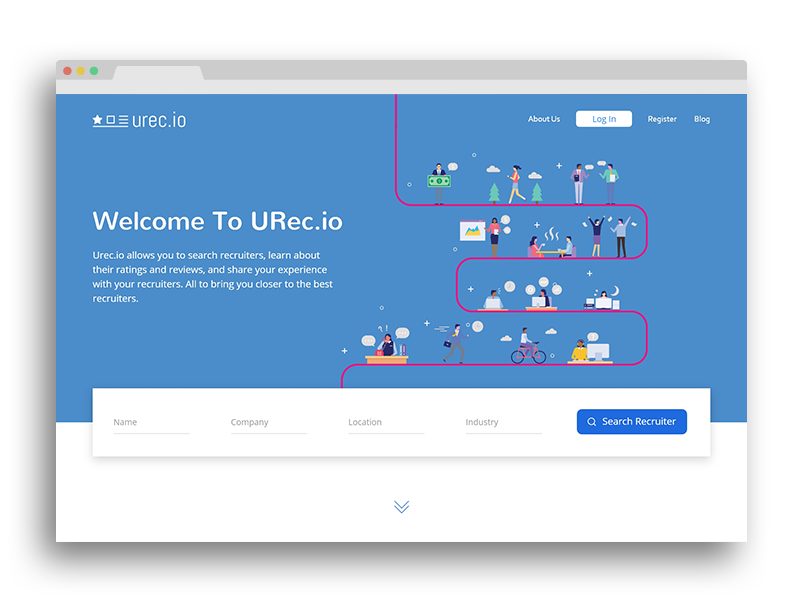 urec.io
About Us
Log In
Register
Blog
Welcome To URec.io
Urec.io allows you to search recruiters, learn about
their ratings and reviews, and share your experience
with your recruiters. All to bring you closer to the best
recruiters.
Name
Company
Location
Industry
Search Recruiter